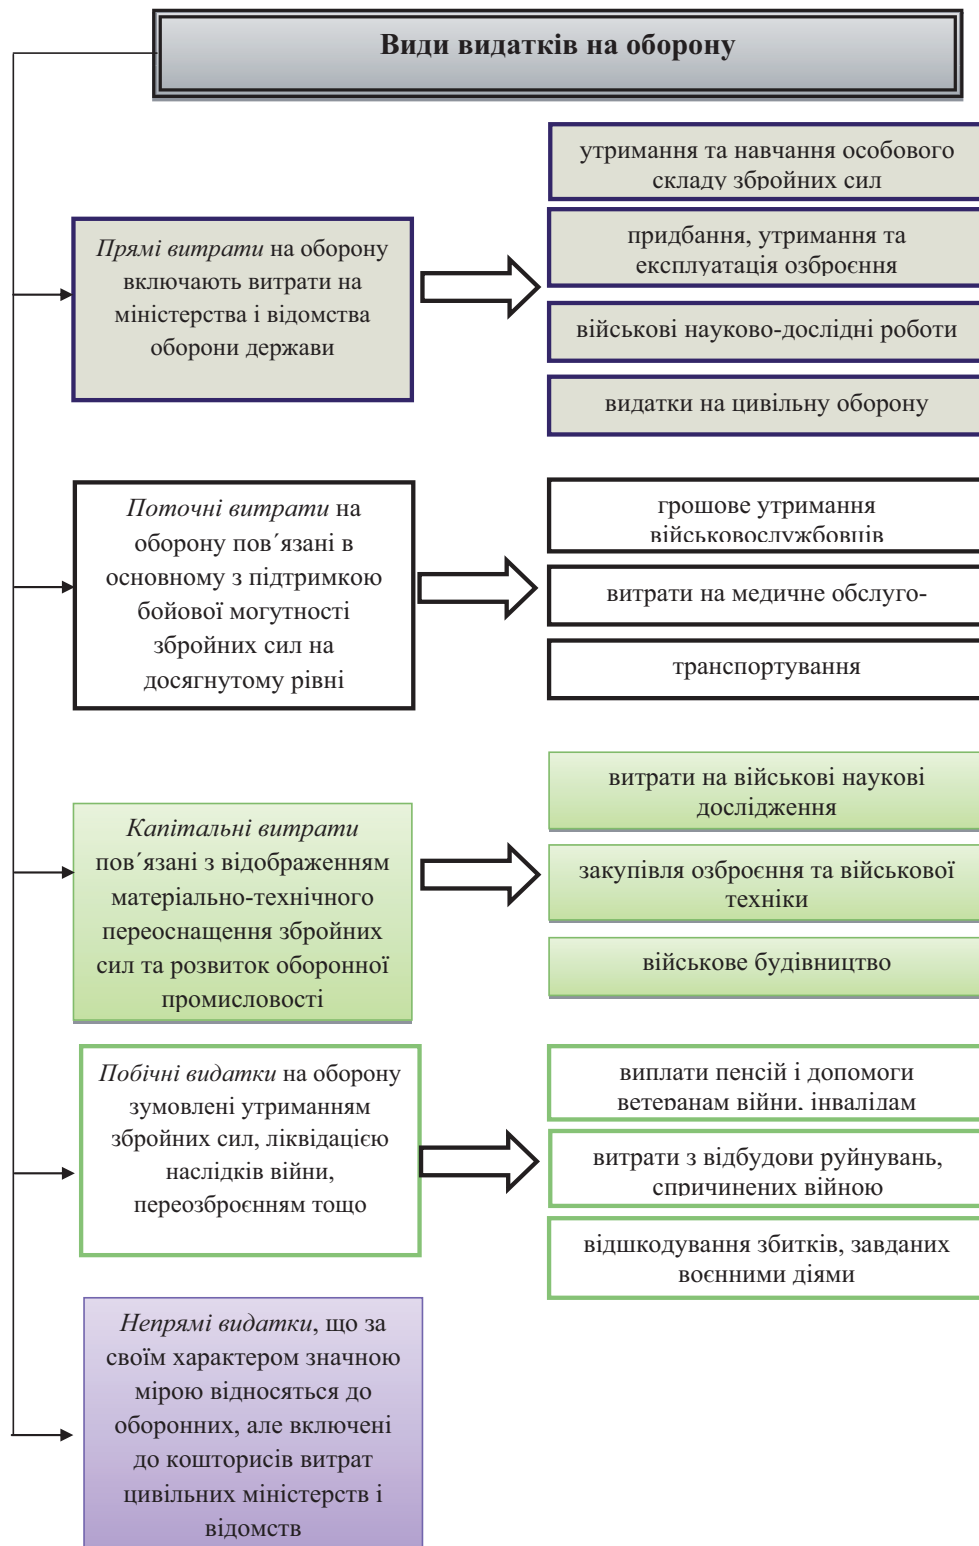 Види видатків на оборону
Прямі витрати на оборону
включають витрати на
міністерства і відомства
оборони держави
утримання та навчання особового
складу збройних сил
придбання, утримання та
експлуатація озброєння
військові науково-дослідні роботи
видатки на цивільну оборону
Поточні витрати на
оборону пов´язані в
основному з підтримкою
бойової могутності
збройних сил на
досягнутому рівні
грошове утримання
військовослужбовців
витрати на медичне обслуго-
транспортування
Капітальні витрати
пов´язані з відображенням
матеріально-технічного
переоснащення збройних
сил та розвиток оборонної
промисловості
витрати на військові наукові
дослідження
закупівля озброєння та військової
техніки
військове будівництво
Побічні видатки на оборону
зумовлені утриманням
збройних сил, ліквідацією
наслідків війни,
переозброєнням тощо
виплати пенсій і допомоги
ветеранам війни, інвалідам
витрати з відбудови руйнувань,
спричинених війною
відшкодування збитків, завданих
воєнними діями
Непрямі видатки, що за
своїм характером значною
мірою відносяться до
оборонних, але включені
до кошторисів витрат
цивільних міністерств і
відомств